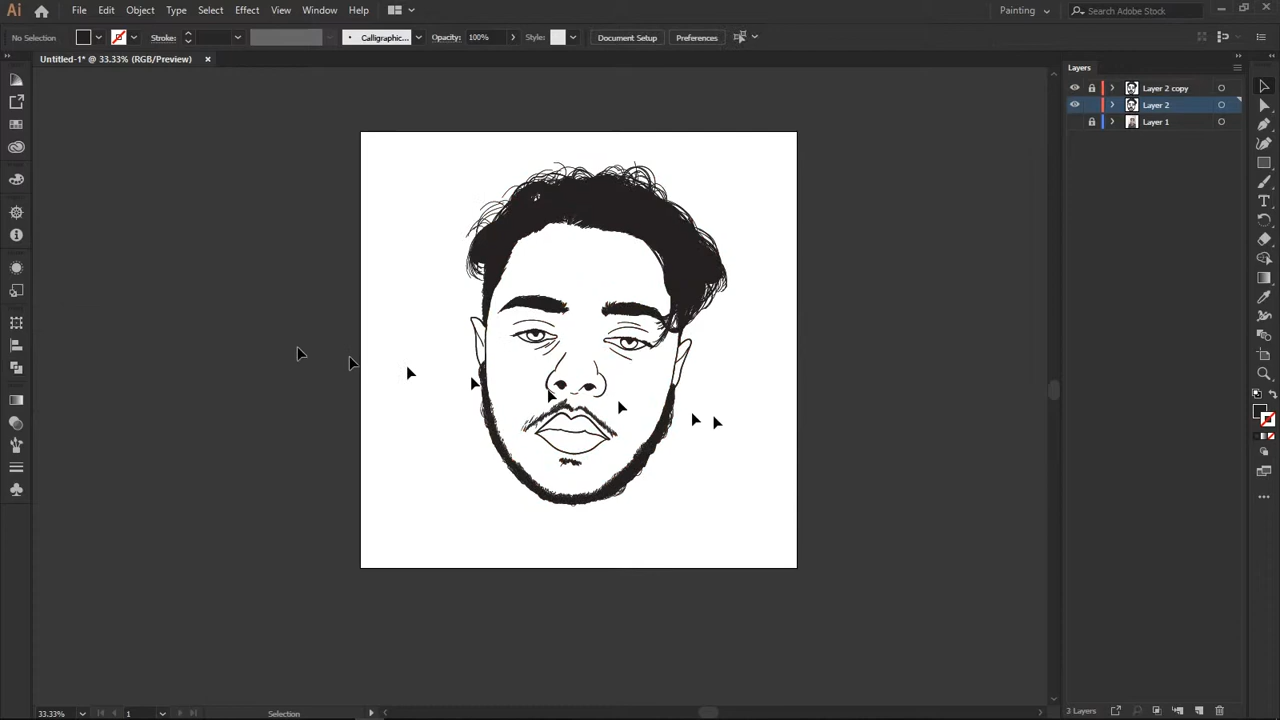 Ai File Edit Object Type Select Effect View Window Help Painting Search Adobe Stock
No Selection Stroke: Calligraphic... Opacity: 100% Style: Document Setup Preferences
Untitled-1* @ 33.33% (RGB/Preview)
Layers
Layer 2 copy
Layer 2
Layer 1
33.33% 1 Selection 3 Layers